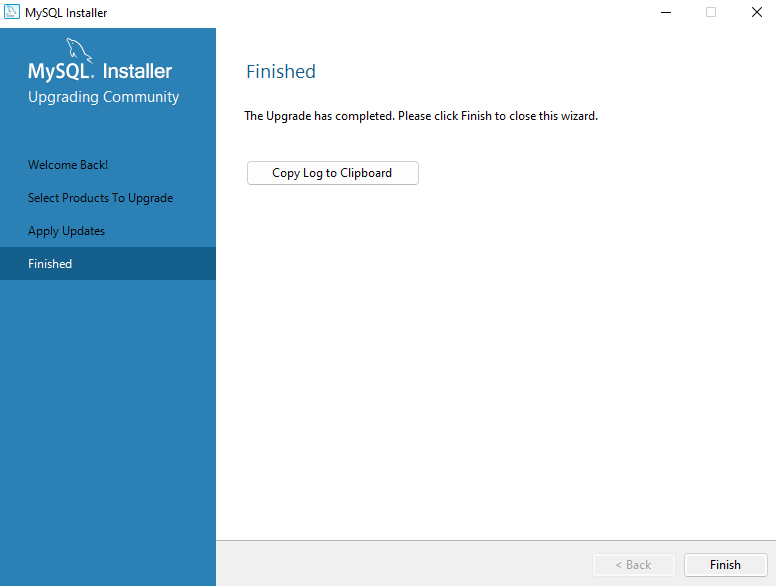 MySQL Installer
MySQL. Installer
Upgrading Community
Welcome Back!
Select Products To Upgrade
Apply Updates
Finished
Finished
The Upgrade has completed. Please click Finish to close this wizard.
Copy Log to Clipboard
< Back
Finish